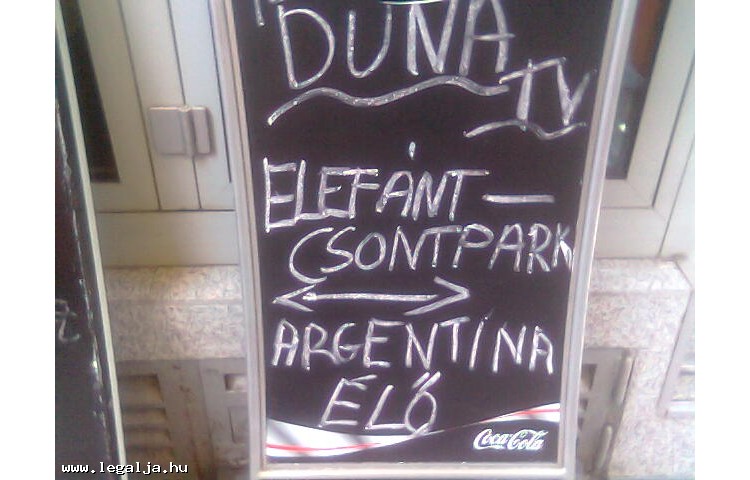 DUNA
TV
ELEFÁNT-
CSONTPARK
↔
ARGENTÍNA
ÉLŐ
Coca-Cola
www.legalja.hu